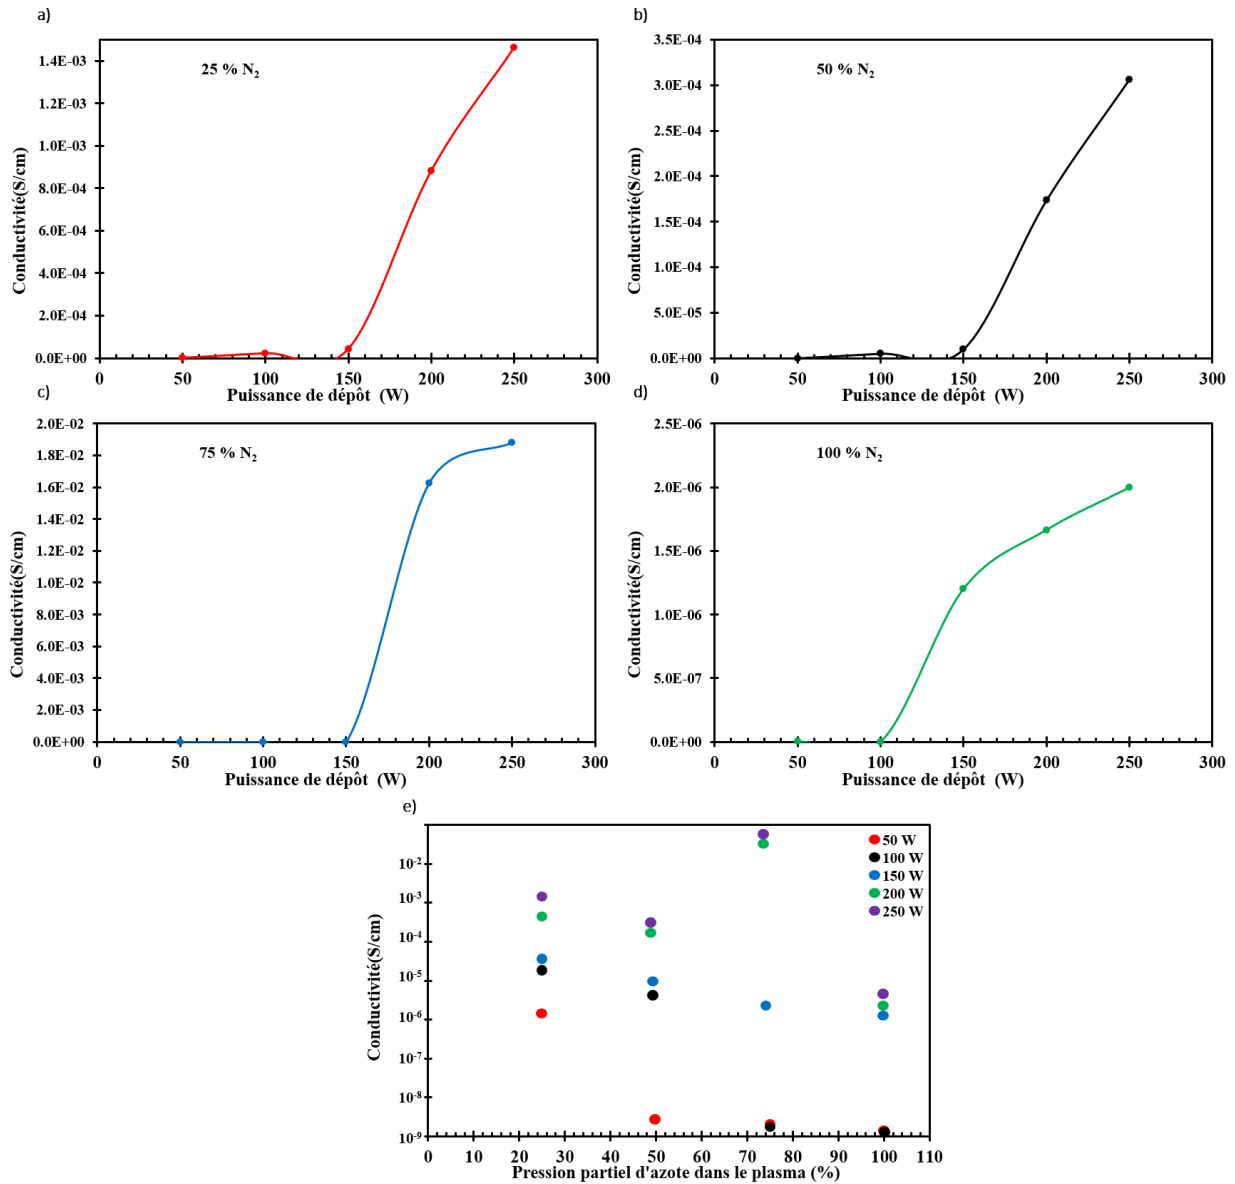 a)
25 % N₂
Conductivité(S/cm)
1.4E−03
1.2E−03
1.0E−03
8.0E−04
6.0E−04
4.0E−04
2.0E−04
0.0E+00
0 50 100 150 200 250 300
Puissance de dépôt (W)
b)
50 % N₂
Conductivité(S/cm)
3.5E−04
3.0E−04
2.5E−04
2.0E−04
1.5E−04
1.0E−04
5.0E−05
0.0E+00
0 50 100 150 200 250 300
Puissance de dépôt (W)
c)
75 % N₂
Conductivité(S/cm)
2.0E−02
1.8E−02
1.6E−02
1.4E−02
1.2E−02
1.0E−02
8.0E−03
6.0E−03
4.0E−03
2.0E−03
0.0E+00
0 50 100 150 200 250 300
Puissance de dépôt (W)
d)
100 % N₂
Conductivité(S/cm)
2.5E−06
2.0E−06
1.5E−06
1.0E−06
5.0E−07
0.0E+00
0 50 100 150 200 250 300
Puissance de dépôt (W)
e)
Conductivité(S/cm)
10⁻²
10⁻³
10⁻⁴
10⁻⁵
10⁻⁶
10⁻⁷
10⁻⁸
10⁻⁹
50 W
100 W
150 W
200 W
250 W
0 10 20 30 40 50 60 70 80 90 100 110
Pression partiel d'azote dans le plasma (%)